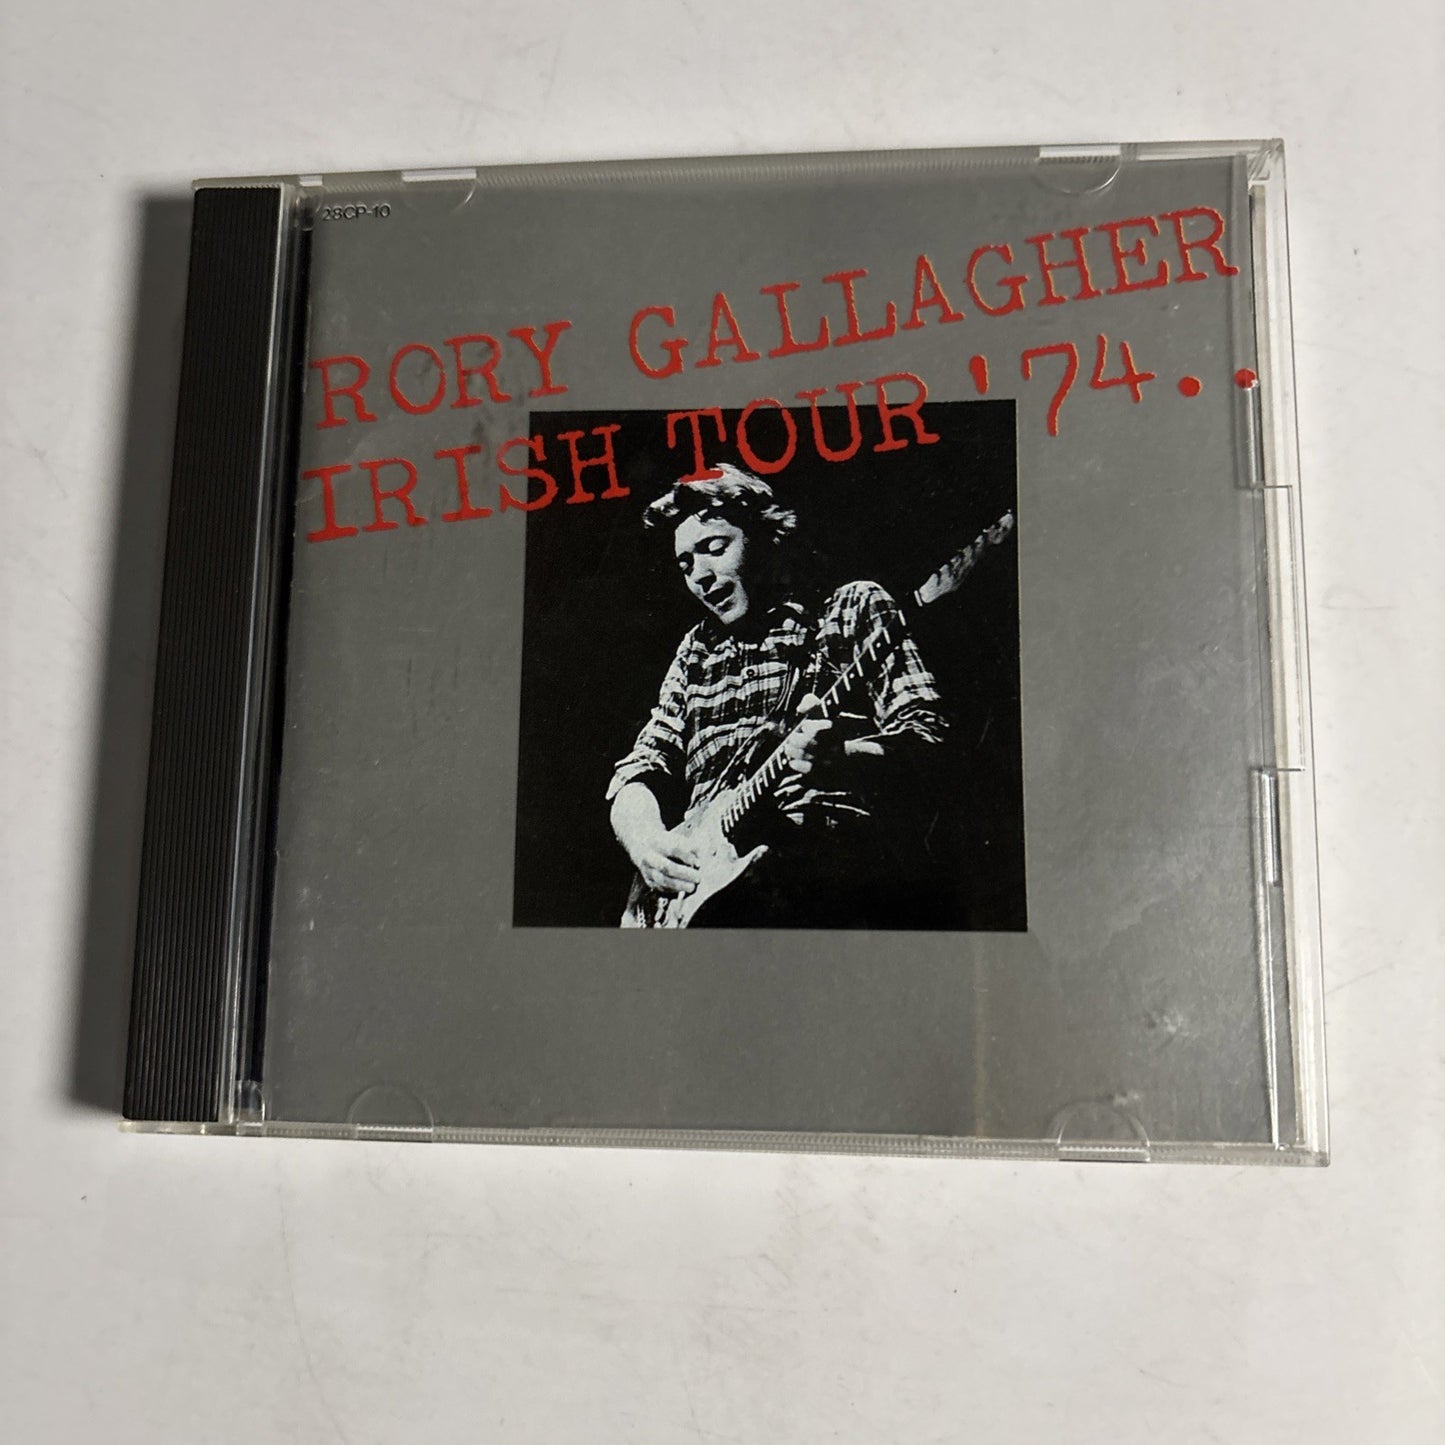 28CP-10
RORY GALLAGHER
IRISH TOUR '74..